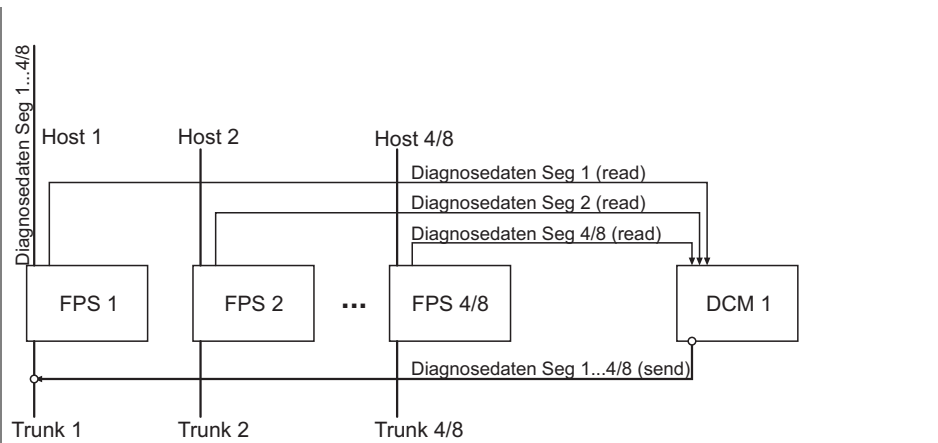 Diagnosedaten Seg 1...4/8
Host 1
Host 2
Host 4/8
Diagnosedaten Seg 1 (read)
Diagnosedaten Seg 2 (read)
Diagnosedaten Seg 4/8 (read)
FPS 1
FPS 2
...
FPS 4/8
DCM 1
Diagnosedaten Seg 1...4/8 (send)
Trunk 1
Trunk 2
Trunk 4/8